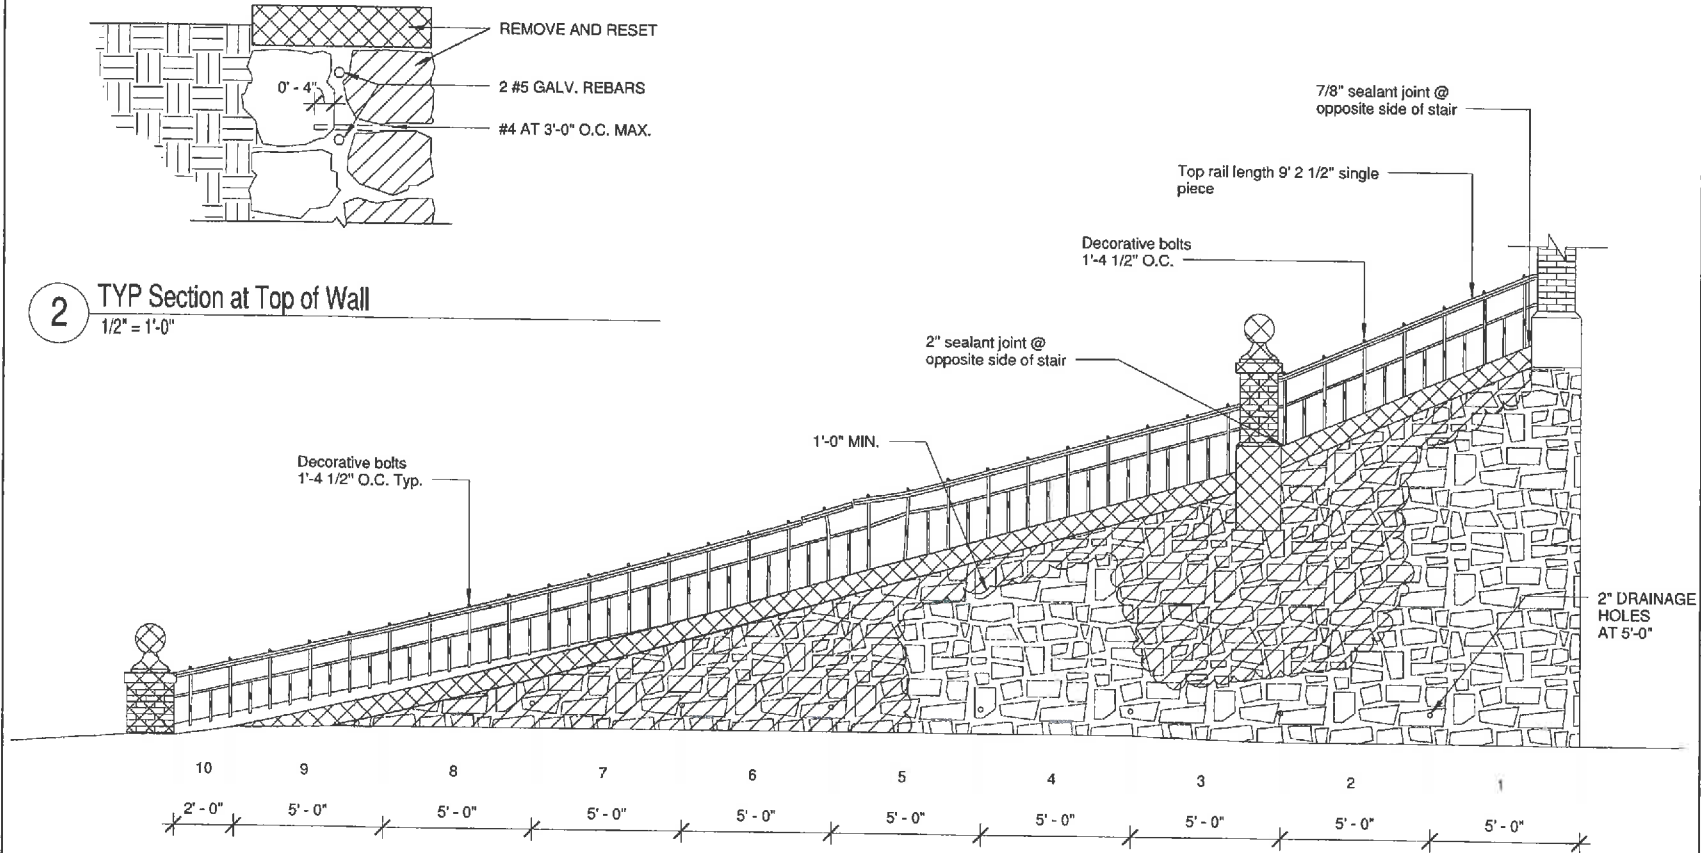 REMOVE AND RESET
0' - 4"
2 #5 GALV. REBARS
#4 AT 3'-0" O.C. MAX.
2
TYP Section at Top of Wall
1/2" = 1'-0"
7/8" sealant joint @
opposite side of stair
Top rail length 9' 2 1/2" single
piece
Decorative bolts
1'-4 1/2" O.C.
2" sealant joint @
opposite side of stair
1'-0" MIN.
Decorative bolts
1'-4 1/2" O.C. Typ.
2" DRAINAGE
HOLES
AT 5'-0"
10 9 8 7 6 5 4 3 2 1
2' - 0" 5' - 0" 5' - 0" 5' - 0" 5' - 0" 5' - 0" 5' - 0" 5' - 0" 5' - 0" 5' - 0"